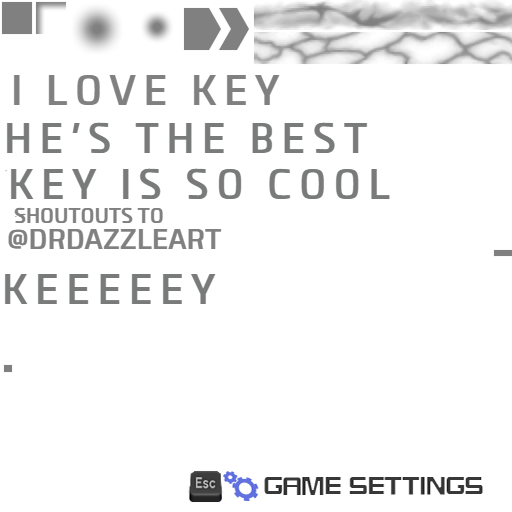 I LOVE KEY
HE'S THE BEST
KEY IS SO COOL
SHOUTOUTS TO
@DRDAZZLEART
KEEEEEY
Esc GAME SETTINGS